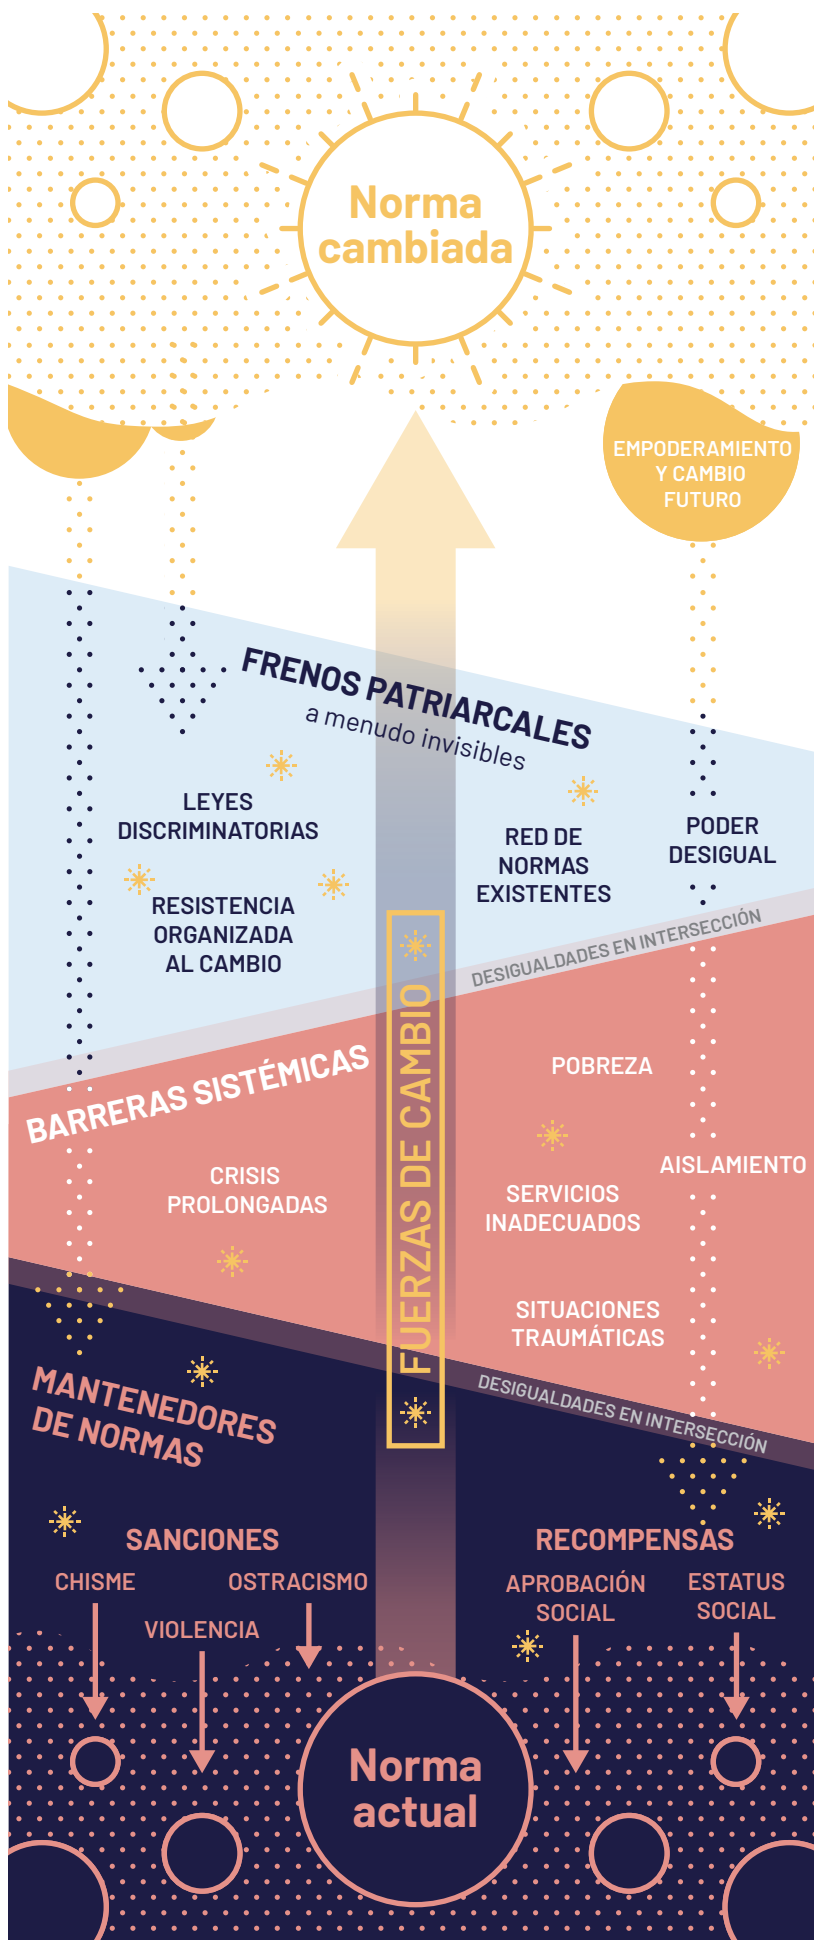 Norma
cambiada
EMPODERAMIENTO
Y CAMBIO
FUTURO
FRENOS PATRIARCALES
a menudo invisibles
LEYES
DISCRIMINATORIAS
RED DE
NORMAS
EXISTENTES
PODER
DESIGUAL
RESISTENCIA
ORGANIZADA
AL CAMBIO
DESIGUALDADES EN INTERSECCIÓN
FUERZAS DE CAMBIO
BARRERAS SISTÉMICAS
POBREZA
CRISIS
PROLONGADAS
AISLAMIENTO
SERVICIOS
INADECUADOS
SITUACIONES
TRAUMÁTICAS
DESIGUALDADES EN INTERSECCIÓN
MANTENEDORES
DE NORMAS
SANCIONES
CHISME
OSTRACISMO
VIOLENCIA
RECOMPENSAS
APROBACIÓN
SOCIAL
ESTATUS
SOCIAL
Norma
actual